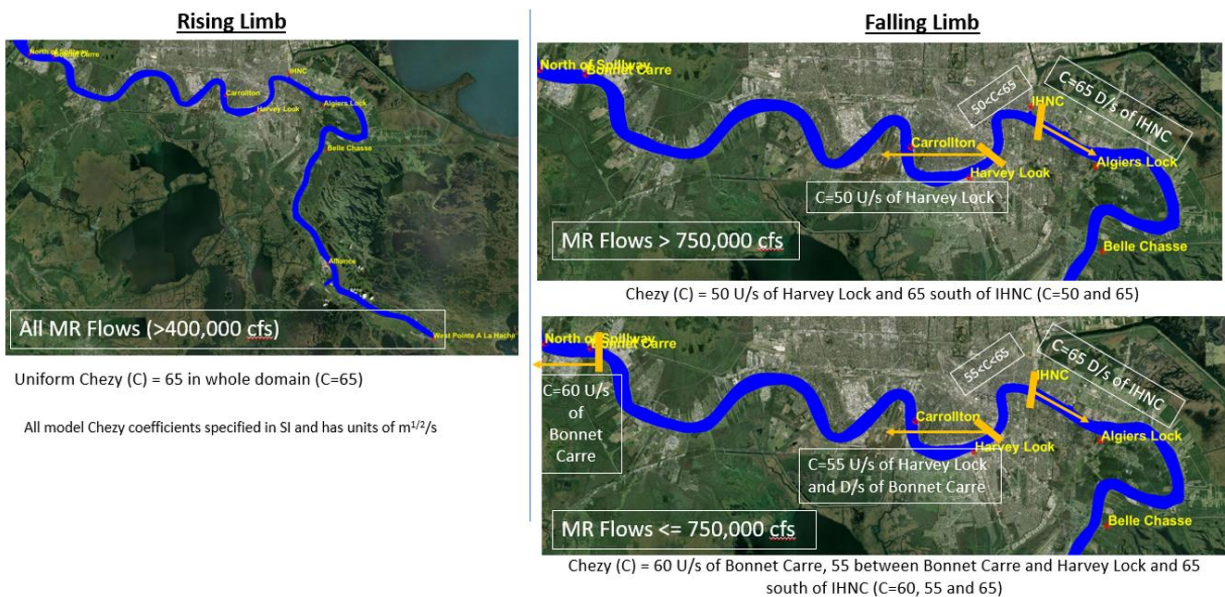 Rising Limb
North of Spillway
Bonnet Carre
IHNC
Carrollton
Algiers Lock
Harvey Lock
Belle Chasse
Alliance
West Pointe A La Hache
All MR Flows (>400,000 cfs)
Uniform Chezy (C) = 65 in whole domain (C=65)
All model Chezy coefficients specified in SI and has units of m^1/2/s
Falling Limb
North of Spillway
Bonnet Carre
50<C<65
IHNC
C=65 D/s of IHNC
Carrollton
Algiers Lock
Harvey Lock
C=50 U/s of Harvey Lock
MR Flows > 750,000 cfs
Belle Chasse
Chezy (C) = 50 U/s of Harvey Lock and 65 south of IHNC (C=50 and 65)
North of Spillway
Bonnet Carre
55<C<65
IHNC
C=65 D/s of IHNC
C=60 U/s
of
Bonnet
Carre
Carrollton
Algiers Lock
Harvey Lock
C=55 U/s of Harvey Lock
and D/s of Bonnet Carre
MR Flows <= 750,000 cfs
Belle Chasse
Chezy (C) = 60 U/s of Bonnet Carre, 55 between Bonnet Carre and Harvey Lock and 65
south of IHNC (C=60, 55 and 65)